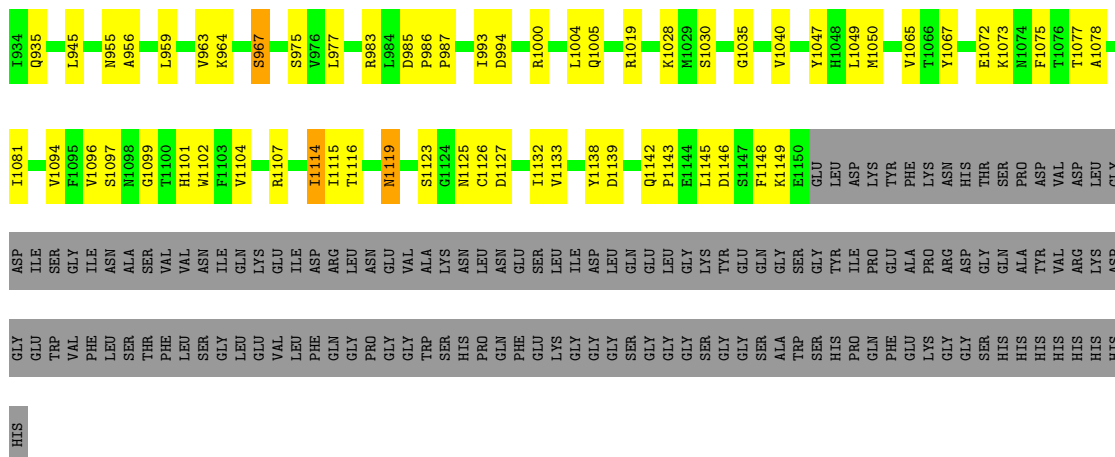 I934 Q935 L945 N955 A956 L959 V963 K964 S967 S975 V976 L977 R983 L984 D985 P986 P987 I993 D994 R1000 L1004 Q1005 R1019 K1028 M1029 S1030 G1035 V1040 Y1047 H1048 L1049 M1050 V1065 T1066 Y1067 E1072 K1073 N1074 F1075 T1076 T1077 A1078
I1081 V1094 F1095 V1096 S1097 N1098 G1099 T1100 H1101 W1102 F1103 V1104 R1107 I1114 I1115 T1116 N1119 S1123 G1124 N1125 C1126 D1127 I1132 V1133 Y1138 D1139 Q1142 P1143 E1144 L1145 D1146 S1147 F1148 K1149 E1150 GLU LEU ASP LYS TYR PHE LYS ASN HIS THR SER PRO ASP VAL ASP LEU GLY
ASP ILE SER GLY ILE ASN ALA SER VAL VAL ASN ILE GLN LYS GLU ILE ASP ARG LEU ASN GLU VAL ALA LYS ASN LEU ASN GLU SER LEU ILE ASP LEU GLN GLU LEU GLY LYS TYR GLU GLN GLY SER GLY TYR ILE PRO GLU ALA PRO ARG ASP GLY GLN ALA TYR VAL ARG LYS ASP
GLY GLU TRP VAL PHE LEU SER THR PHE LEU SER GLY LEU GLU VAL LEU PHE GLN GLY PRO GLY GLY TRP SER HIS PRO GLN PHE GLU LYS GLY GLY GLY SER GLY GLY GLY SER GLY GLY SER ALA TRP SER HIS PRO GLN PHE GLU LYS GLY GLY SER HIS HIS HIS HIS HIS HIS HIS
HIS